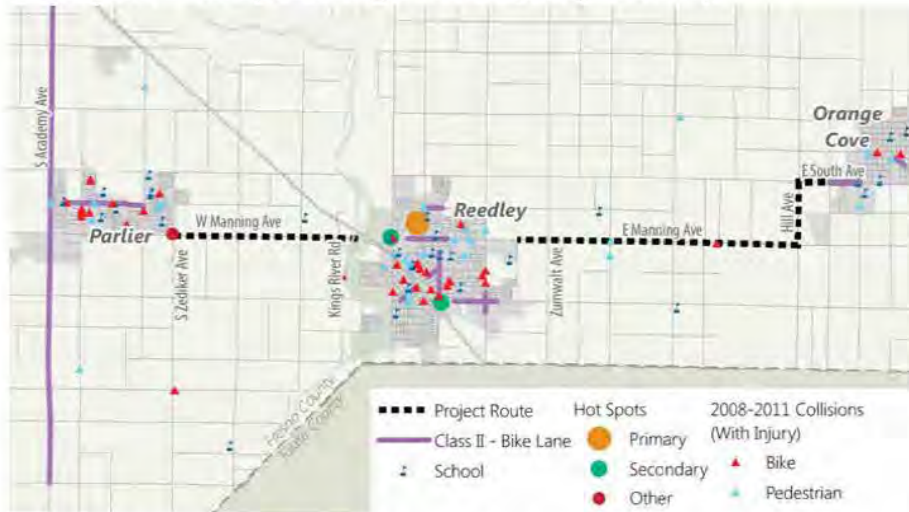 S Academy Ave
Orange
Cove
E South Ave
Reedley
Parlier
W Manning Ave
E Manning Ave
Hill Ave
S Zediker Ave
Kings River Rd
Zumwalt Ave
Fresno County
Tulare County
Project Route
Class II - Bike Lane
School
Hot Spots
Primary
Secondary
Other
2008-2011 Collisions
(With Injury)
Bike
Pedestrian